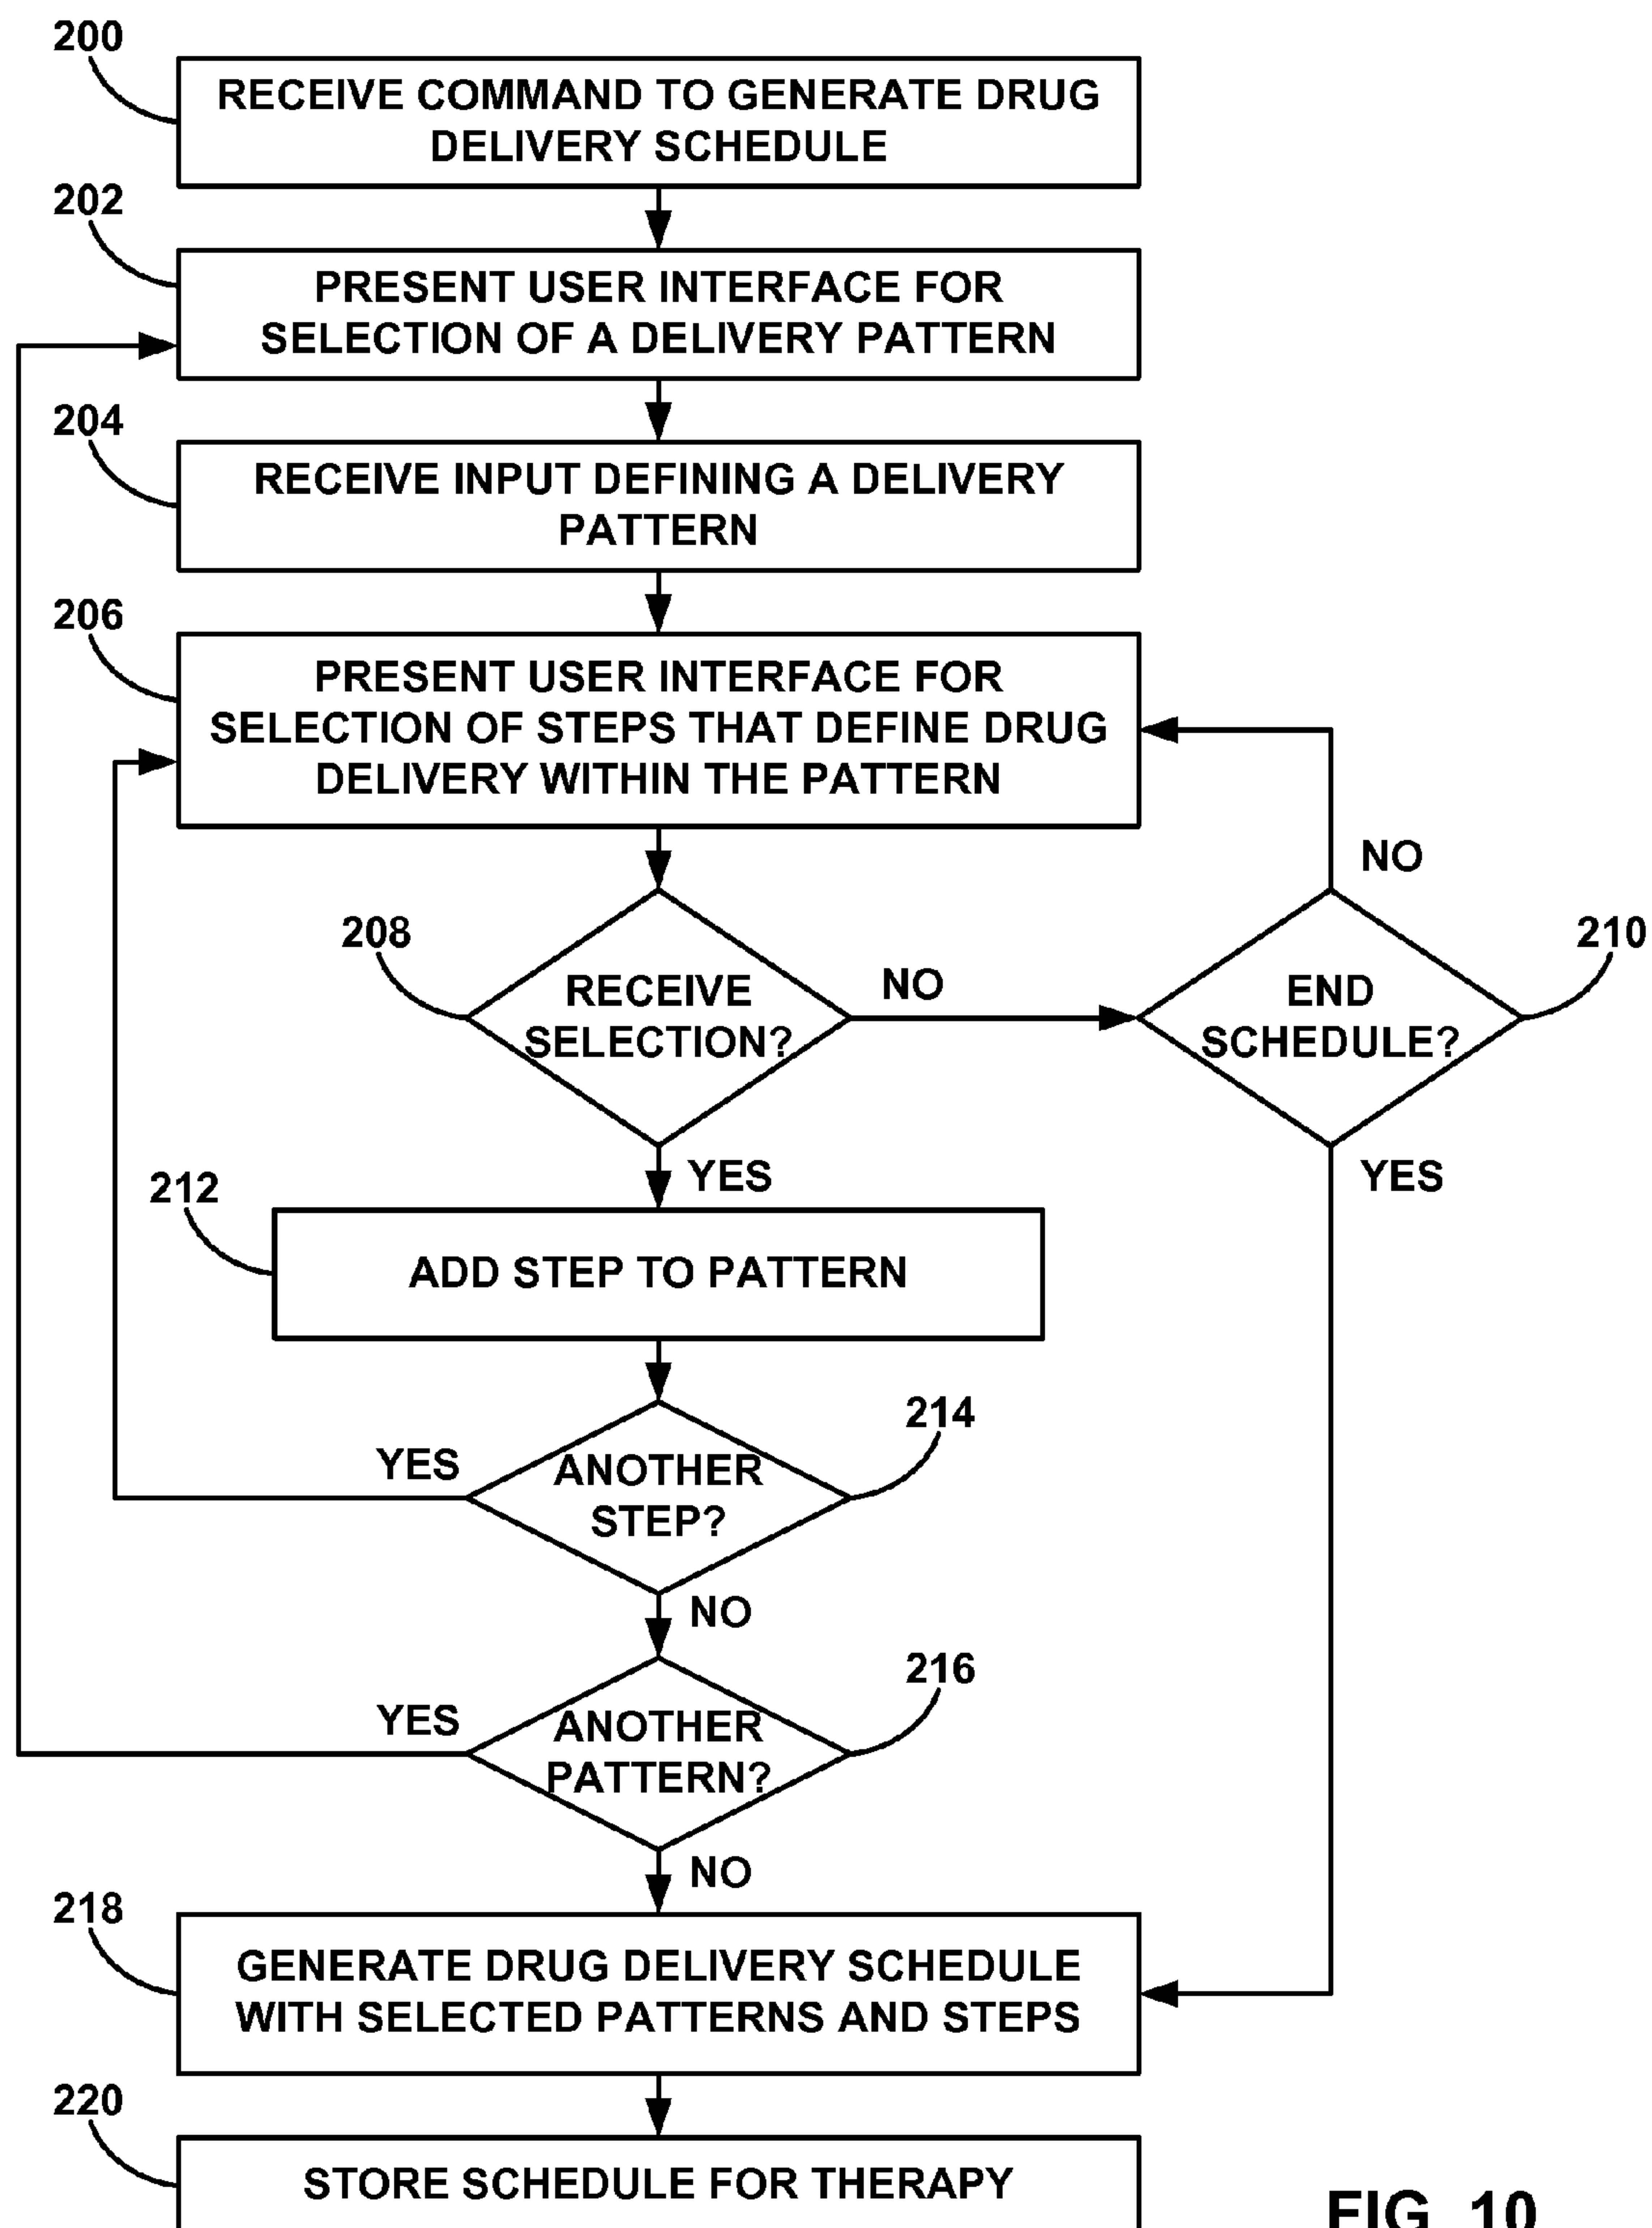 200
RECEIVE COMMAND TO GENERATE DRUG
DELIVERY SCHEDULE
202
PRESENT USER INTERFACE FOR
SELECTION OF A DELIVERY PATTERN
204
RECEIVE INPUT DEFINING A DELIVERY
PATTERN
206
PRESENT USER INTERFACE FOR
SELECTION OF STEPS THAT DEFINE DRUG
DELIVERY WITHIN THE PATTERN
NO
208
RECEIVE
SELECTION?
NO
210
END
SCHEDULE?
YES
YES
212
ADD STEP TO PATTERN
214
YES
ANOTHER
STEP?
NO
216
YES
ANOTHER
PATTERN?
NO
218
GENERATE DRUG DELIVERY SCHEDULE
WITH SELECTED PATTERNS AND STEPS
220
STORE SCHEDULE FOR THERAPY
FIG. 10